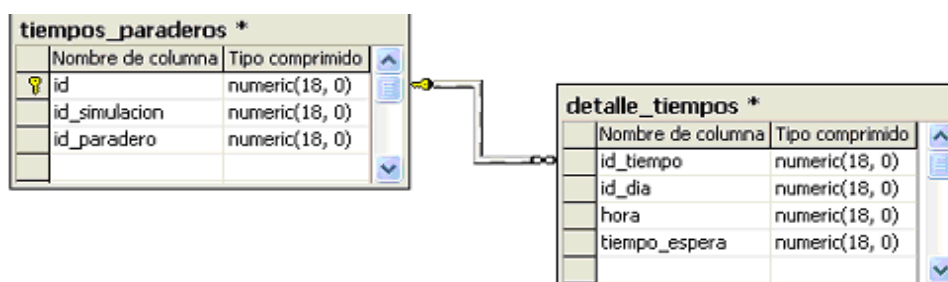 tiempos_paraderos *
Nombre de columna Tipo comprimido
id numeric(18, 0)
id_simulacion numeric(18, 0)
id_paradero numeric(18, 0)
detalle_tiempos *
Nombre de columna Tipo comprimido
id_tiempo numeric(18, 0)
id_dia numeric(18, 0)
hora numeric(18, 0)
tiempo_espera numeric(18, 0)